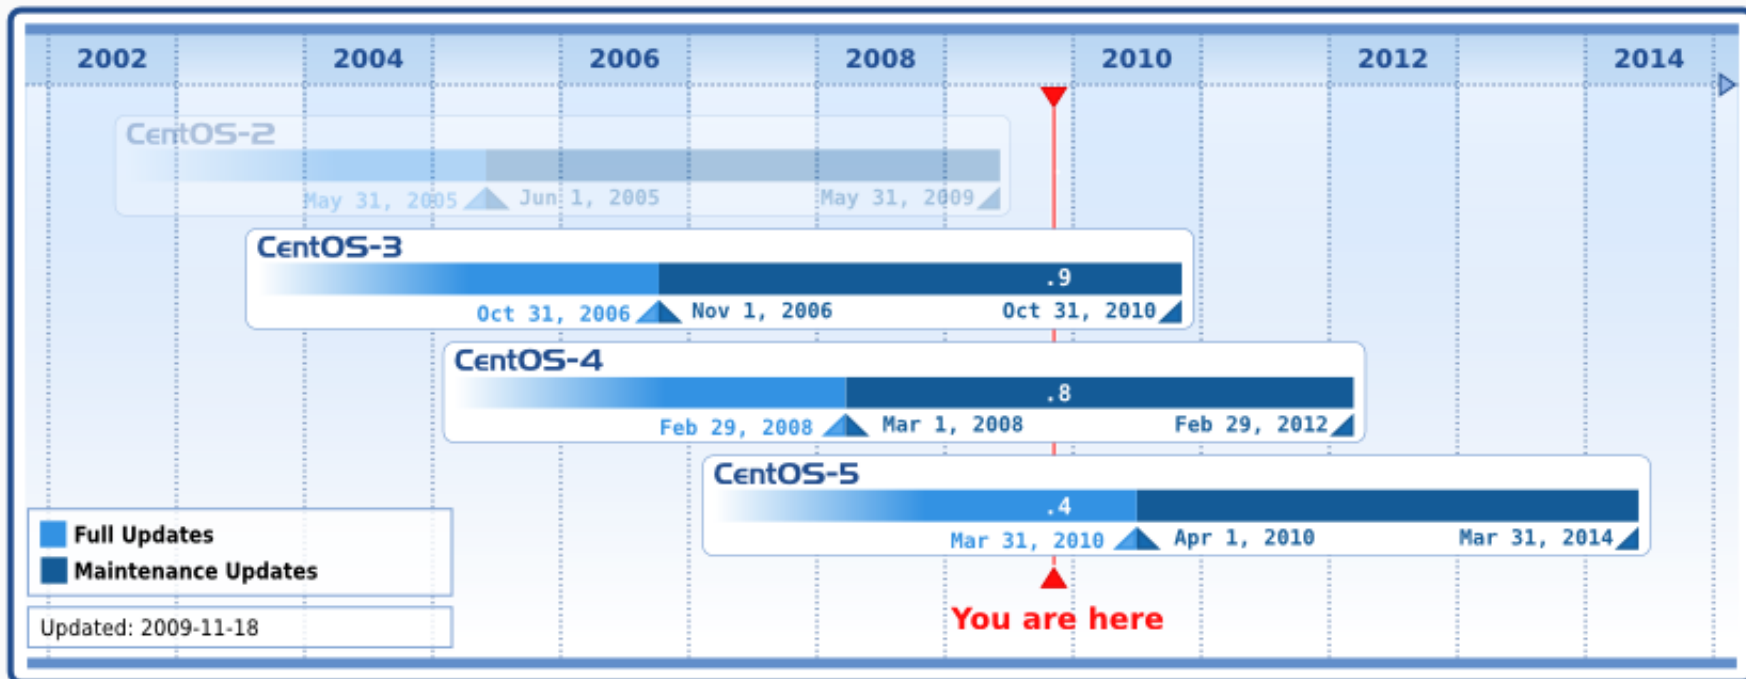 2002 2004 2006 2008 2010 2012 2014
CentOS-2
May 31, 2005 Jun 1, 2005 May 31, 2009
CentOS-3
.9
Oct 31, 2006 Nov 1, 2006 Oct 31, 2010
CentOS-4
.8
Feb 29, 2008 Mar 1, 2008 Feb 29, 2012
CentOS-5
.4
Mar 31, 2010 Apr 1, 2010 Mar 31, 2014
Full Updates
Maintenance Updates
Updated: 2009-11-18
You are here